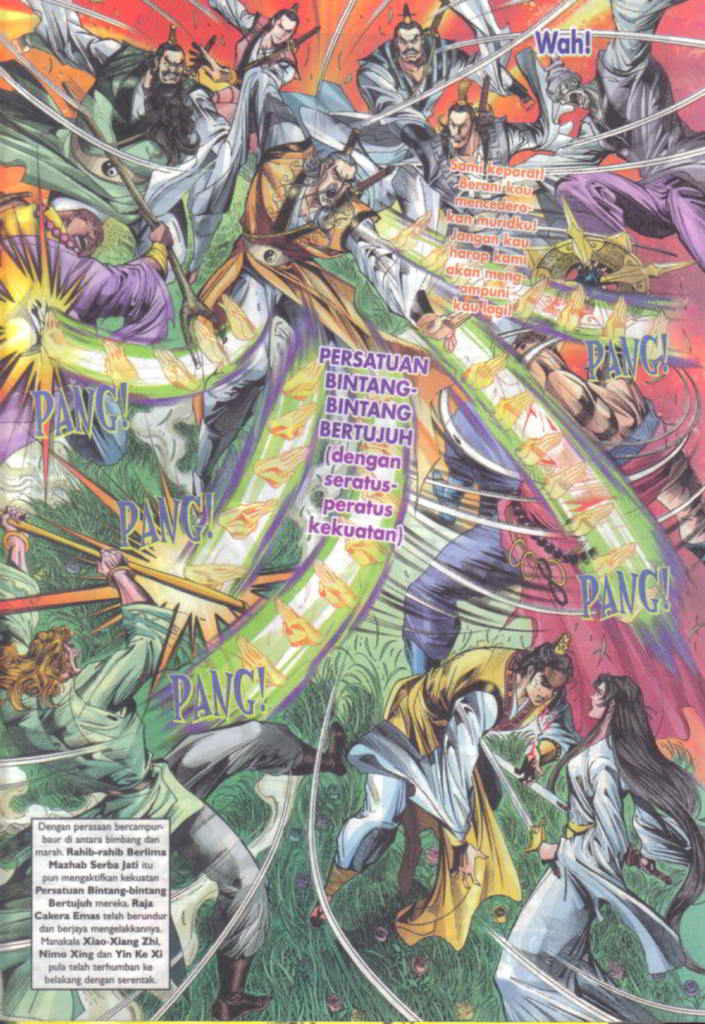 Wah!
Sami keparat!
Berani kau
mencedera-
kan muridku!
Jangan kau
harap kami
akan meng
ampuni
kau lagi!
PANG!
PERSATUAN
BINTANG-
BINTANG
BERTUJUH
(dengan
seratus-
peratus
kekuatan)
PANG!
PANG!
PANG!
PANG!
Dengan perasaan bercampur-
baur di antara bimbang dan
marah. Rahib-rahib Berlima
Mazhab Serba Jati itu
pun mengaktifkan kekuatan
Persatuan Bintang-bintang
Bertujuh mereka. Raja
Cakera Emas telah berundur
dan berjaya mengelakkannya.
Manakala Xiao-Xiang Zhi,
Nimo Xing dan Yin Ke Xi
pula telah terhumban ke
belakang dengan serentak.